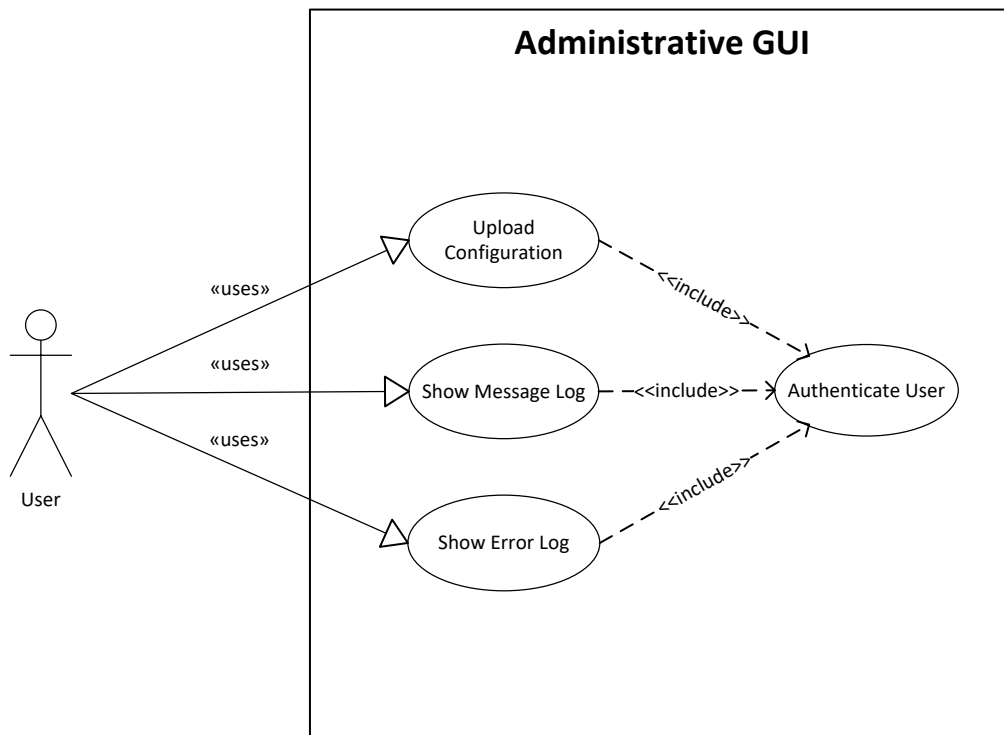 Administrative GUI
Upload
Configuration
«uses»
<<include>>
«uses»
Show Message Log
<<include>>
Authenticate User
«uses»
<<include>>
User
Show Error Log